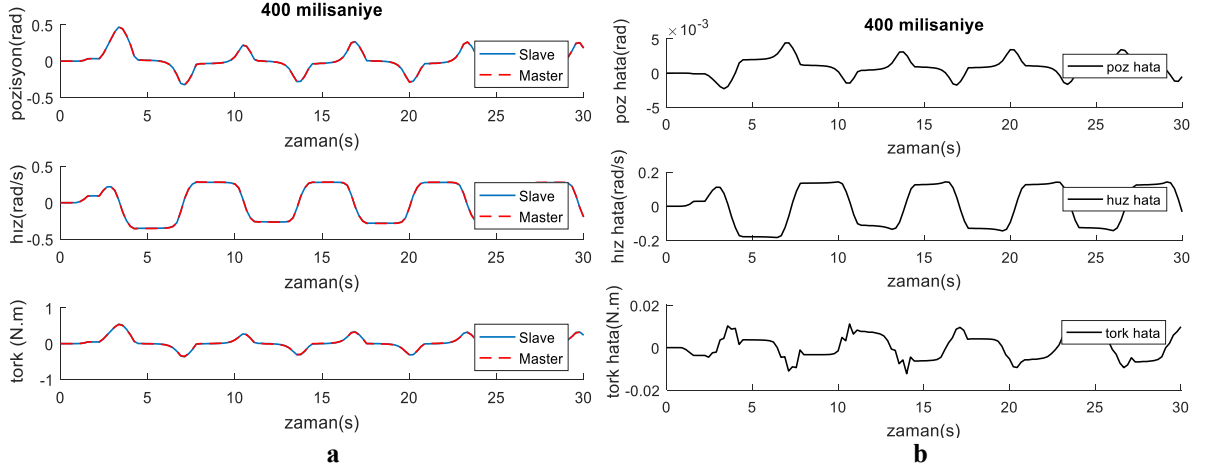 400 milisaniye
pozisyon(rad)
0.5
0
-0.5
Slave
Master
0 5 10 15 20 25 30
zaman(s)
hız(rad/s)
0.5
0
-0.5
Slave
Master
0 5 10 15 20 25 30
zaman(s)
tork (N.m)
1
0
-1
Slave
Master
0 5 10 15 20 25 30
zaman(s)
a
400 milisaniye
×10⁻³
poz hata(rad)
5
0
-5
poz hata
0 5 10 15 20 25 30
zaman(s)
hız hata(rad/s)
0.2
0
-0.2
huz hata
0 5 10 15 20 25 30
zaman(s)
tork hata(N.m)
0.02
0
-0.02
tork hata
0 5 10 15 20 25 30
zaman(s)
b